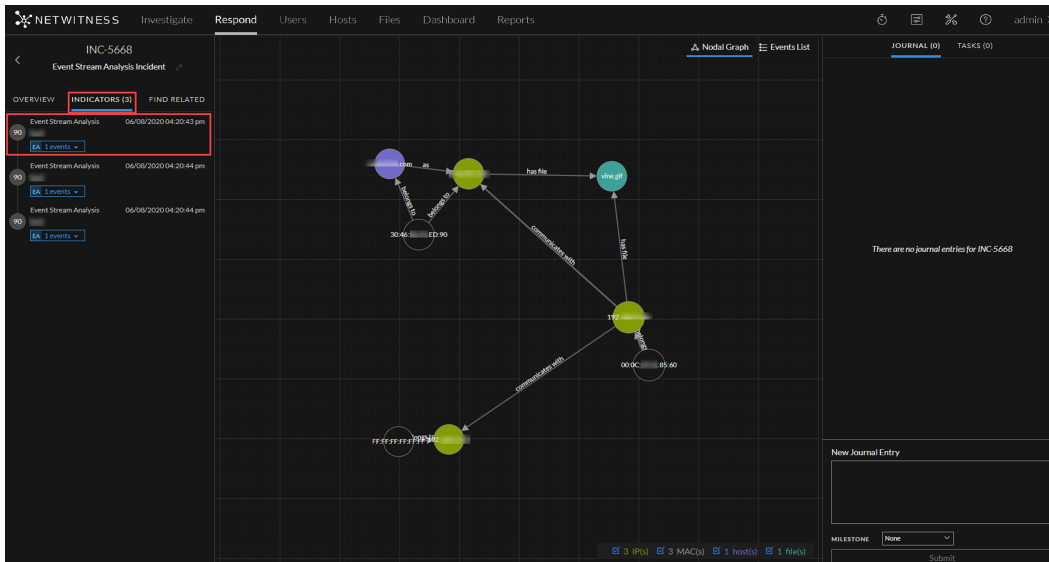 NETWITNESS Investigate Respond Users Hosts Files Dashboard Reports admin
INC-5668
Event Stream Analysis Incident
OVERVIEW INDICATORS (3) FIND RELATED
Event Stream Analysis 06/08/2020 04:20:43 pm
90
EA 1 events
Event Stream Analysis 06/08/2020 04:20:44 pm
90
EA 1 events
Event Stream Analysis 06/08/2020 04:20:44 pm
90
EA 1 events
Nodal Graph Events List
.com as
has file
vine.gif
belongs to
belongs to
30:46: ED:90
communicates with
has file
192
belongs
00:0C 85:60
communicates with
FF:FF:FF:FF:FF:FF
192
3 IP(s) 3 MAC(s) 1 host(s) 1 file(s)
JOURNAL (0) TASKS (0)
There are no journal entries for INC-5668
New Journal Entry
MILESTONE None
Submit